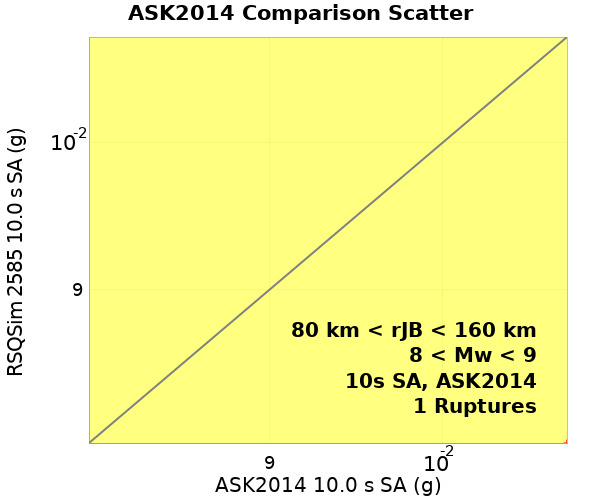 ASK2014 Comparison Scatter
RSQSim 2585 10.0 s SA (g)
10-2
9
80 km < rJB < 160 km
8 < Mw < 9
10s SA, ASK2014
1 Ruptures
9
10-2
ASK2014 10.0 s SA (g)